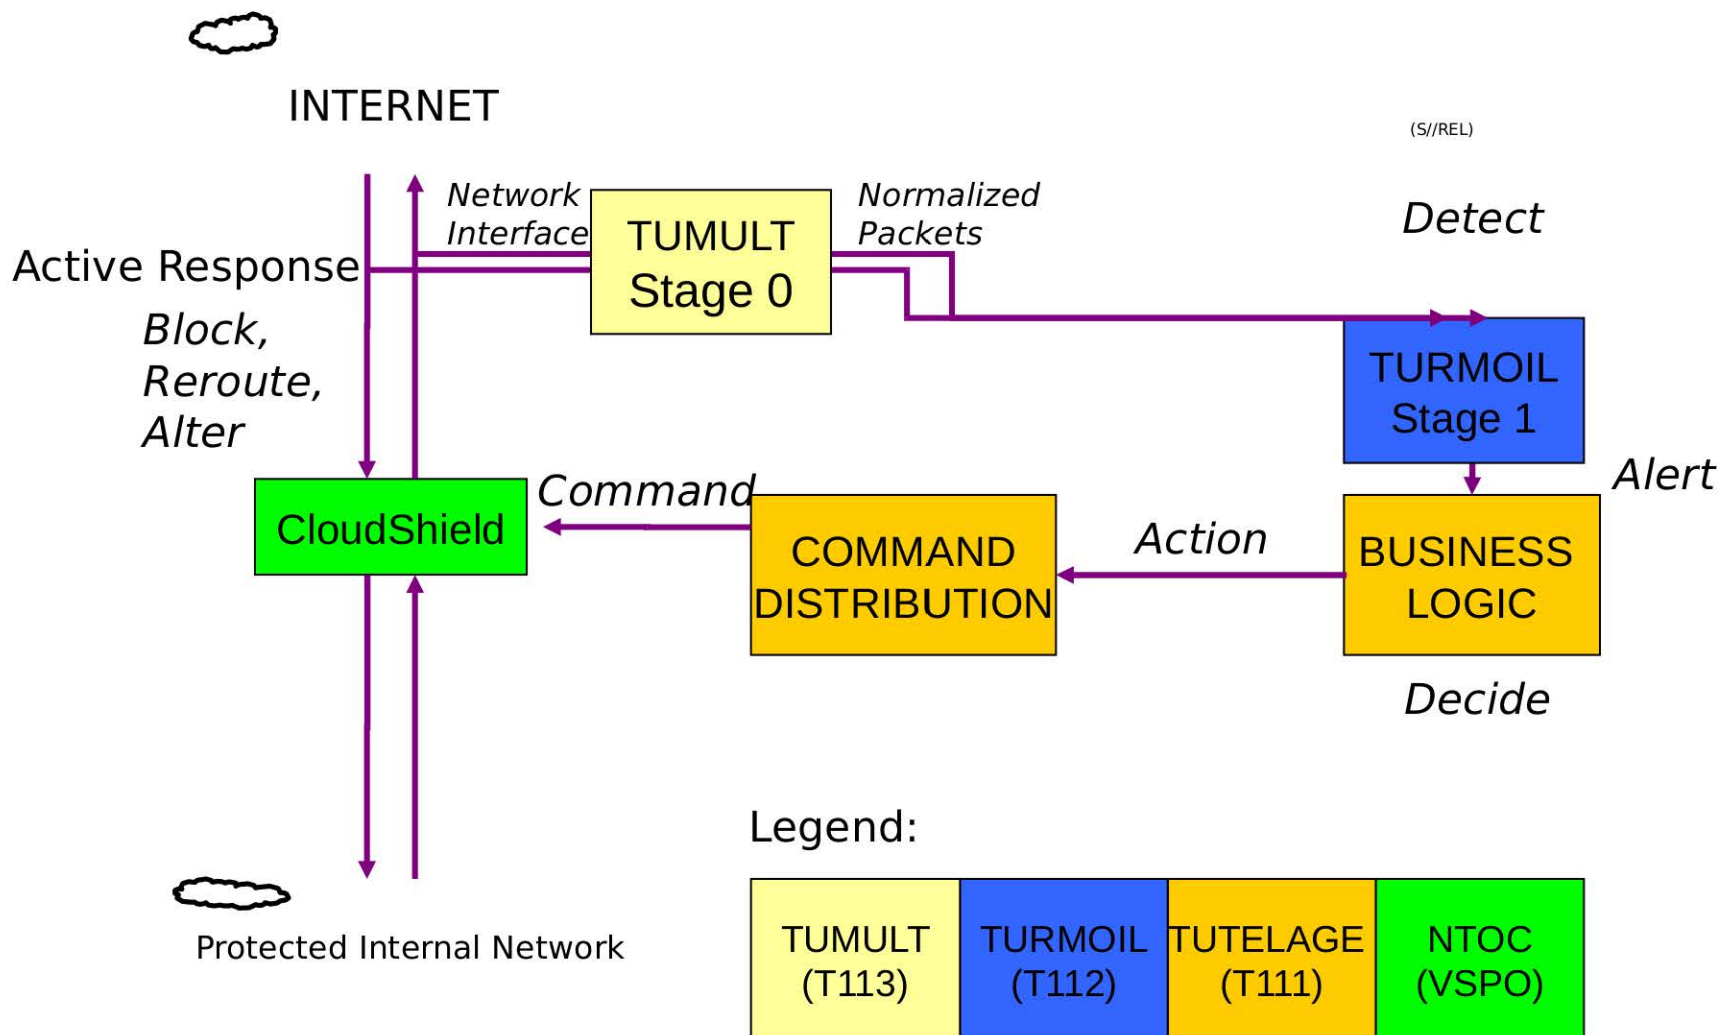 INTERNET
(S//REL)
Network
Interface
TUMULT
Stage 0
Normalized
Packets
Detect
Active Response
Block,
Reroute,
Alter
TURMOIL
Stage 1
Alert
CloudShield
Command
COMMAND
DISTRIBUTION
Action
BUSINESS
LOGIC
Decide
Legend:
TUMULT
(T113)
TURMOIL
(T112)
TUTELAGE
(T111)
NTOC
(VSPO)
Protected Internal Network